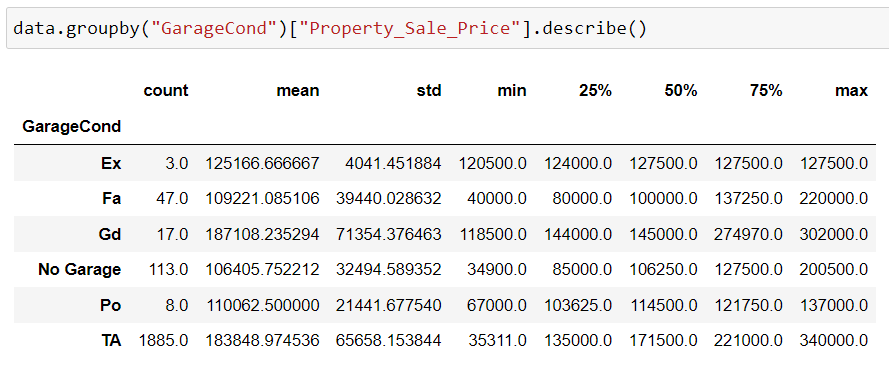 data.groupby("GarageCond")["Property_Sale_Price"].describe()
count mean std min 25% 50% 75% max
GarageCond
Ex 3.0 125166.666667 4041.451884 120500.0 124000.0 127500.0 127500.0 127500.0
Fa 47.0 109221.085106 39440.028632 40000.0 80000.0 100000.0 137250.0 220000.0
Gd 17.0 187108.235294 71354.376463 118500.0 144000.0 145000.0 274970.0 302000.0
No Garage 113.0 106405.752212 32494.589352 34900.0 85000.0 106250.0 127500.0 200500.0
Po 8.0 110062.500000 21441.677540 67000.0 103625.0 114500.0 121750.0 137000.0
TA 1885.0 183848.974536 65658.153844 35311.0 135000.0 171500.0 221000.0 340000.0